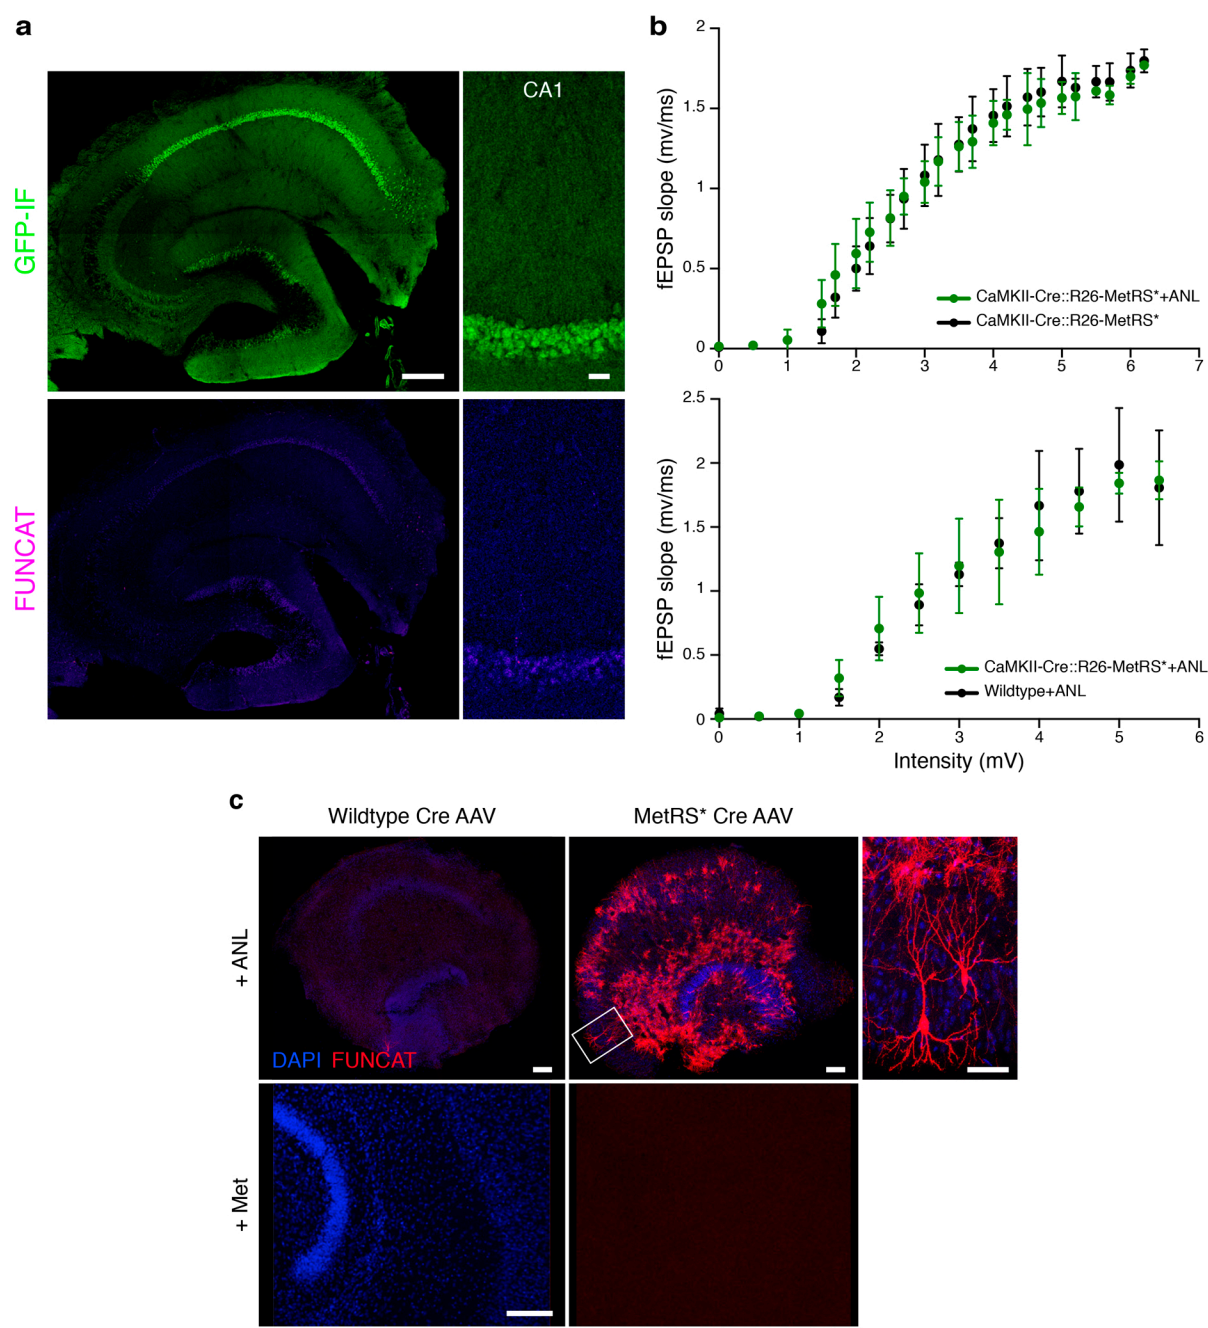 a
GFP-IF
CA1
FUNCAT
b
fEPSP slope (mv/ms)
2
1.5
1
0.5
0
0 1 2 3 4 5 6 7
CaMKII-Cre::R26-MetRS*+ANL
CaMKII-Cre::R26-MetRS*
fEPSP slope (mv/ms)
2.5
2
1.5
1
0.5
0
0 1 2 3 4 5 6
CaMKII-Cre::R26-MetRS*+ANL
Wildtype+ANL
Intensity (mV)
c
Wildtype Cre AAV
MetRS* Cre AAV
+ ANL
DAPI FUNCAT
+ Met